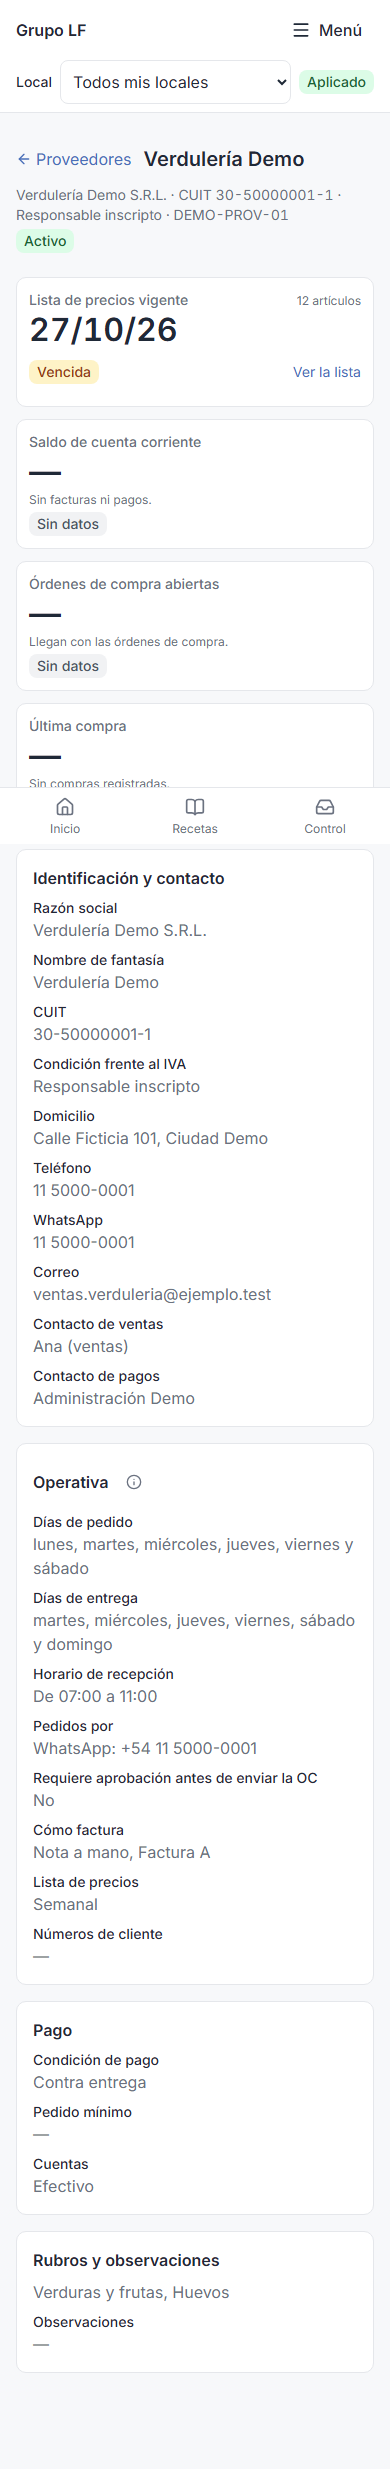 Grupo LF
Menú
Local
Todos mis locales
Aplicado
Proveedores
Verdulería Demo
Verdulería Demo S.R.L. · CUIT 30-50000001-1 ·
Responsable inscripto · DEMO-PROV-01
Activo
Lista de precios vigente
12 artículos
27/10/26
Vencida
Ver la lista
Saldo de cuenta corriente
—
Sin facturas ni pagos.
Sin datos
Órdenes de compra abiertas
—
Llegan con las órdenes de compra.
Sin datos
Última compra
—
Sin compras registradas.
Inicio
Recetas
Control
Identificación y contacto
Razón social
Verdulería Demo S.R.L.
Nombre de fantasía
Verdulería Demo
CUIT
30-50000001-1
Condición frente al IVA
Responsable inscripto
Domicilio
Calle Ficticia 101, Ciudad Demo
Teléfono
11 5000-0001
WhatsApp
11 5000-0001
Correo
ventas.verduleria@ejemplo.test
Contacto de ventas
Ana (ventas)
Contacto de pagos
Administración Demo
Operativa
Días de pedido
lunes, martes, miércoles, jueves, viernes y
sábado
Días de entrega
martes, miércoles, jueves, viernes, sábado
y domingo
Horario de recepción
De 07:00 a 11:00
Pedidos por
WhatsApp: +54 11 5000-0001
Requiere aprobación antes de enviar la OC
No
Cómo factura
Nota a mano, Factura A
Lista de precios
Semanal
Números de cliente
—
Pago
Condición de pago
Contra entrega
Pedido mínimo
—
Cuentas
Efectivo
Rubros y observaciones
Verduras y frutas, Huevos
Observaciones
—